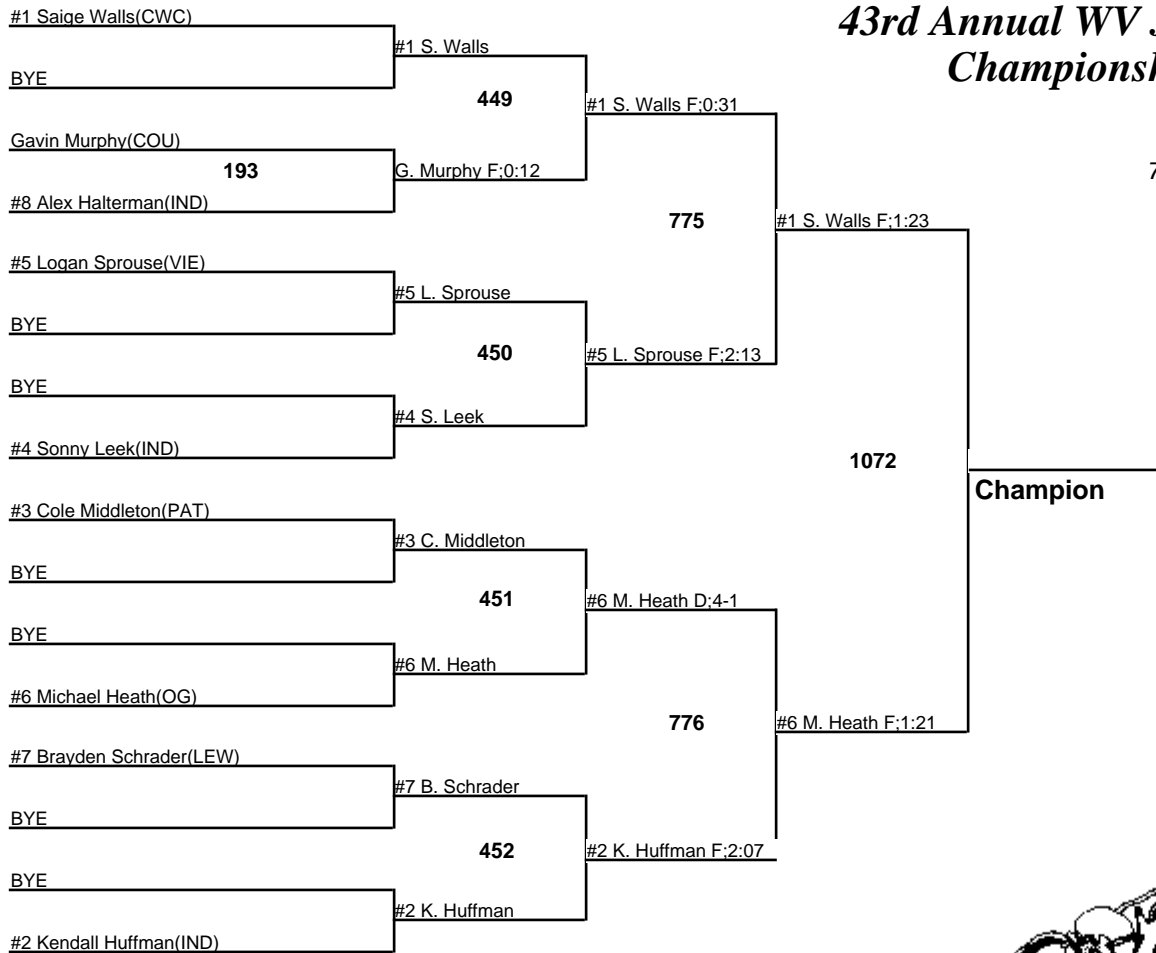 #1 Saige Walls(CWC)
BYE
Gavin Murphy(COU)
193
#8 Alex Halterman(IND)
#5 Logan Sprouse(VIE)
BYE
BYE
#4 Sonny Leek(IND)
#3 Cole Middleton(PAT)
BYE
BYE
#6 Michael Heath(OG)
#7 Brayden Schrader(LEW)
BYE
BYE
#2 Kendall Huffman(IND)
#1 S. Walls
449
G. Murphy F;0:12
#5 L. Sprouse
450
#4 S. Leek
#3 C. Middleton
451
#6 M. Heath
#7 B. Schrader
452
#2 K. Huffman
#1 S. Walls F;0:31
775
#5 L. Sprouse F;2:13
#6 M. Heath D;4-1
776
#2 K. Huffman F;2:07
#1 S. Walls F;1:23
1072
#6 M. Heath F;1:21
Champion
43rd Annual WV
Champions
7